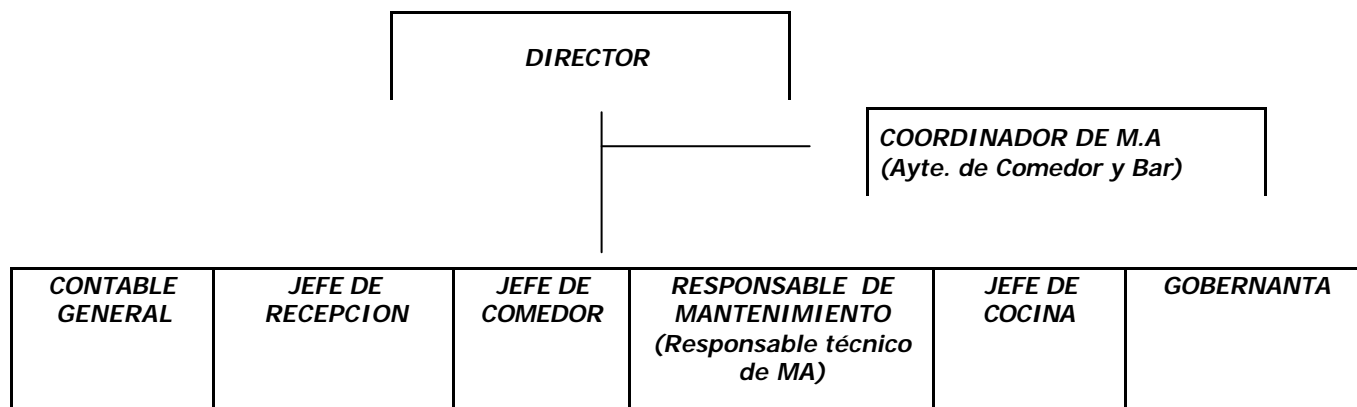 DIRECTOR
COORDINADOR DE M.A
(Ayte. de Comedor y Bar)
CONTABLE
GENERAL
JEFE DE
RECEPCION
JEFE DE
COMEDOR
RESPONSABLE DE
MANTENIMIENTO
(Responsable técnico
de MA)
JEFE DE
COCINA
GOBERNANTA